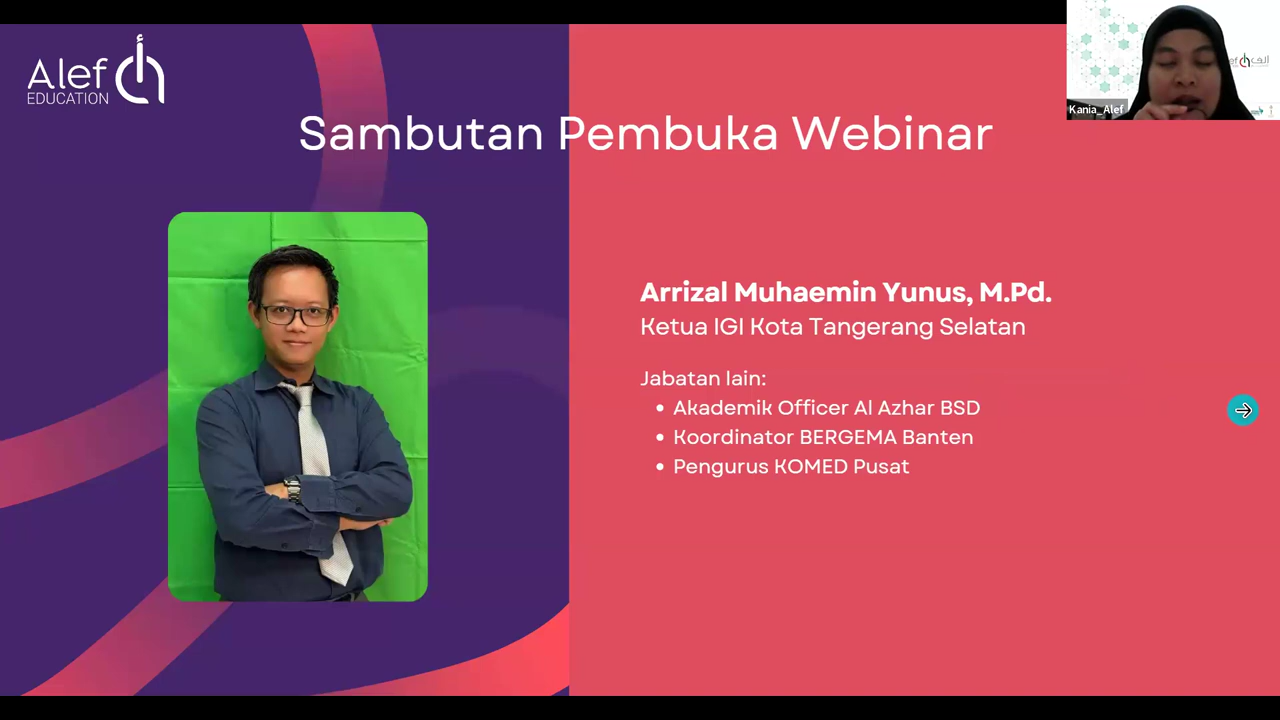 Alef
EDUCATION
Kania_Alef
Sambutan Pembuka Webinar
Arrizal Muhaemin Yunus, M.Pd.
Ketua IGI Kota Tangerang Selatan
Jabatan lain:
• Akademik Officer Al Azhar BSD
• Koordinator BERGEMA Banten
• Pengurus KOMED Pusat